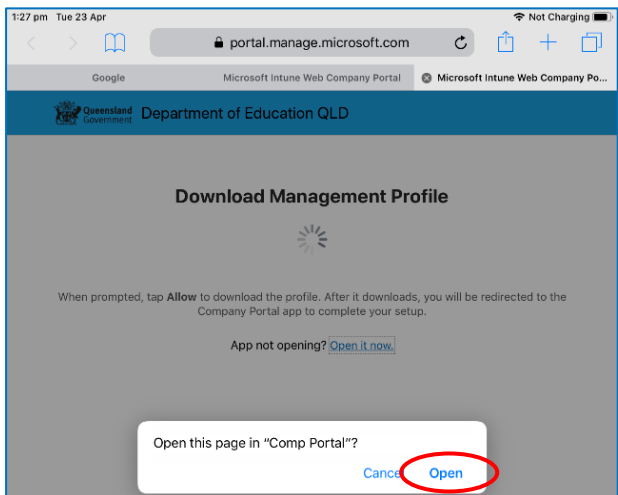 1:27 pm Tue 23 Apr Not Charging
portal.manage.microsoft.com
Google Microsoft Intune Web Company Portal Microsoft Intune Web Company Po...
Queensland Government Department of Education QLD
Download Management Profile
When prompted, tap Allow to download the profile. After it downloads, you will be redirected to the
Company Portal app to complete your setup.
App not opening? Open it now.
Open this page in “Comp Portal”?
Cance Open